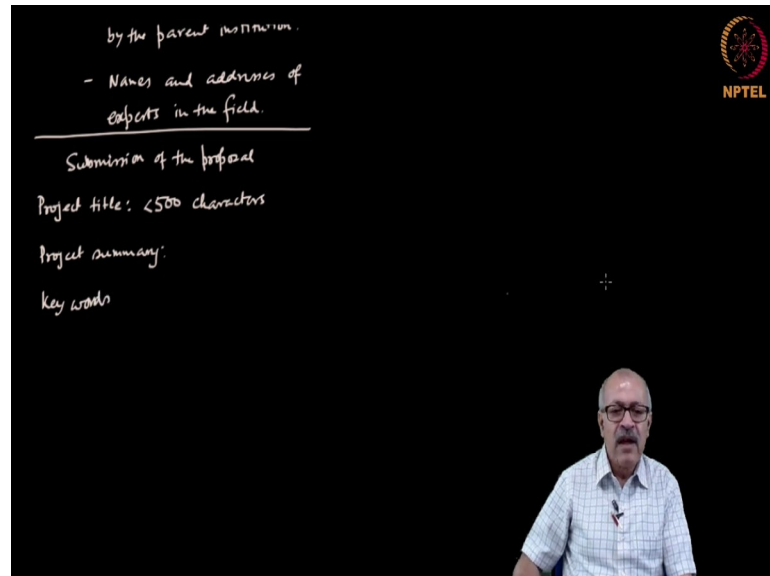 by the parent institution.
- Names and addresses of
experts in the field.
Submission of the proposal
Project title: <500 characters
Project summary:
Key words
NPTEL